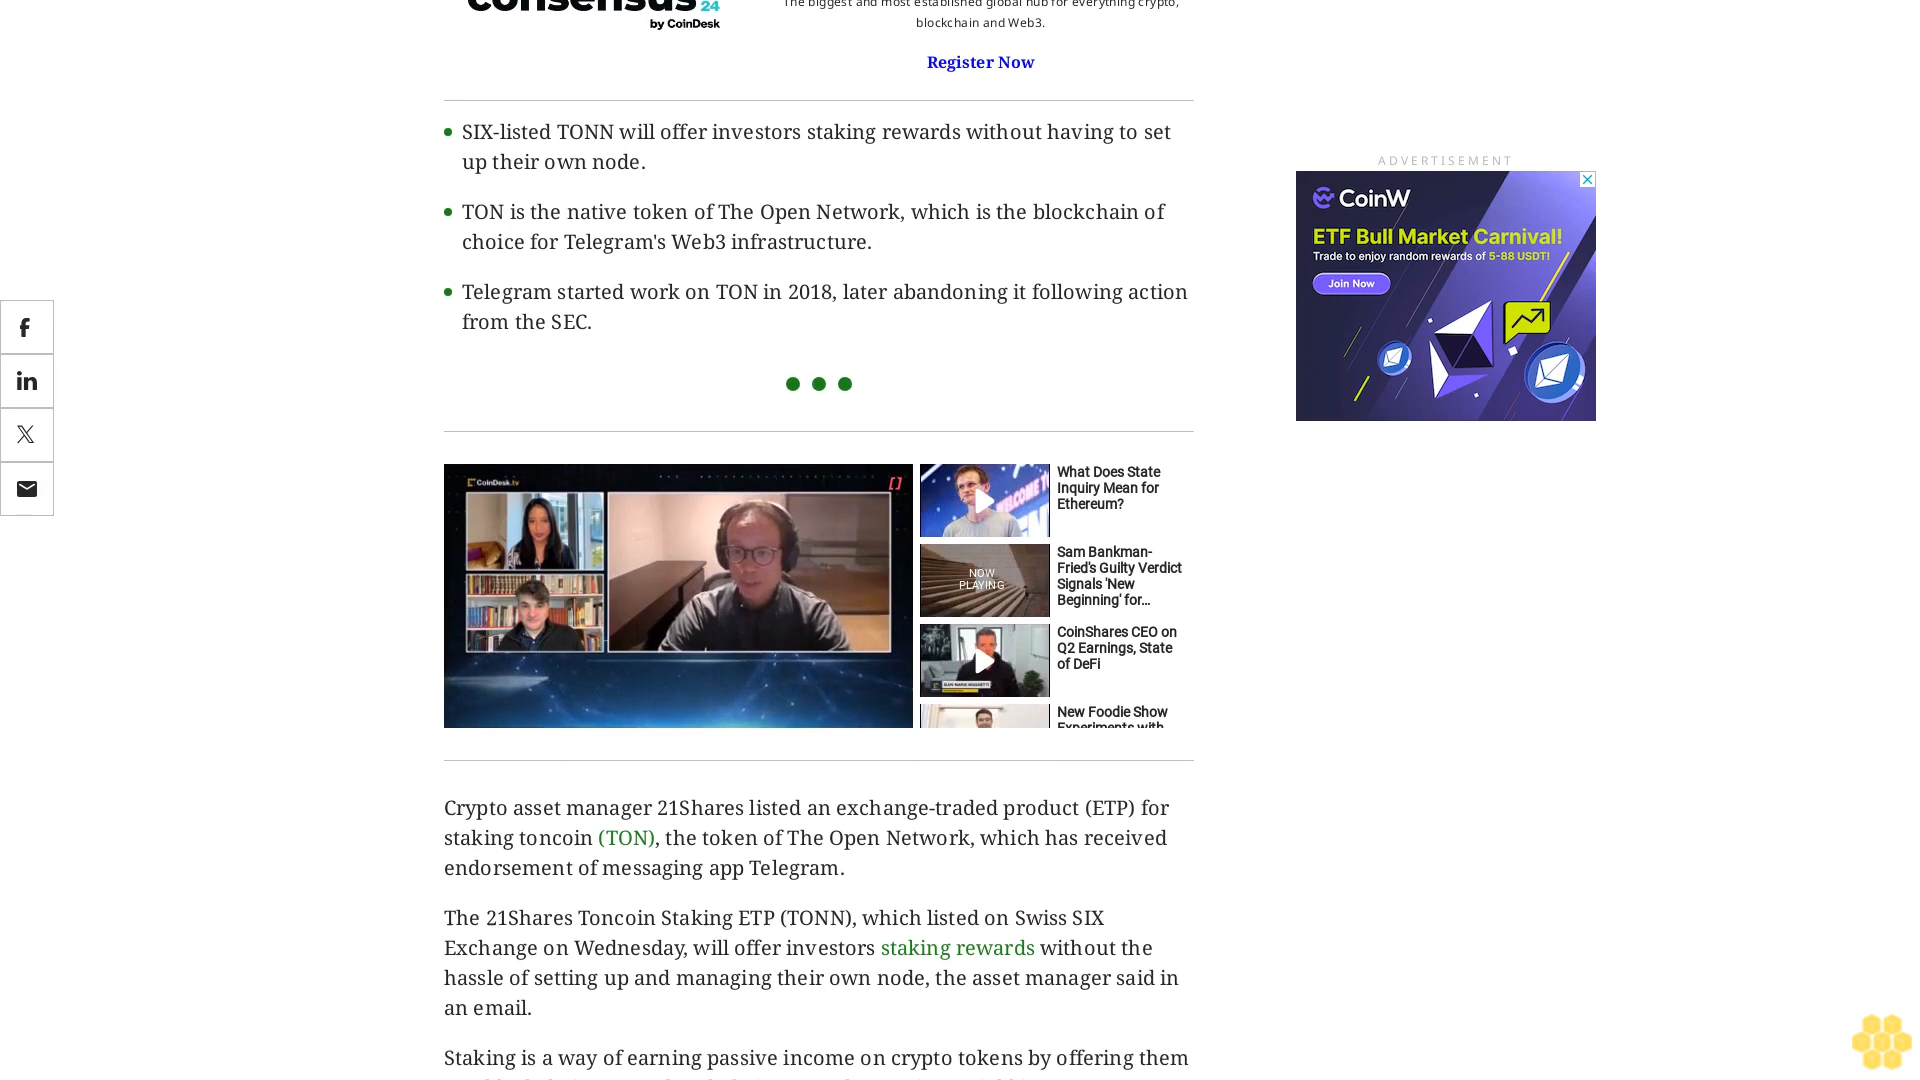 consensus 24
by CoinDesk
The biggest and most established global hub for everything crypto,
blockchain and Web3.
Register Now
SIX-listed TONN will offer investors staking rewards without having to set
up their own node.
TON is the native token of The Open Network, which is the blockchain of
choice for Telegram's Web3 infrastructure.
Telegram started work on TON in 2018, later abandoning it following action
from the SEC.
ADVERTISEMENT
CoinW
ETF Bull Market Carnival!
Trade to enjoy random rewards of 5-88 USDT!
Join Now
CoinDesk.tv
WELCOME TO
What Does State
Inquiry Mean for
Ethereum?
NOW
PLAYING
Sam Bankman-
Fried's Guilty Verdict
Signals 'New
Beginning' for...
CoinShares CEO on
Q2 Earnings, State
of DeFi
New Foodie Show
Experiments with
Crypto asset manager 21Shares listed an exchange-traded product (ETP) for
staking toncoin (TON), the token of The Open Network, which has received
endorsement of messaging app Telegram.
The 21Shares Toncoin Staking ETP (TONN), which listed on Swiss SIX
Exchange on Wednesday, will offer investors staking rewards without the
hassle of setting up and managing their own node, the asset manager said in
an email.
Staking is a way of earning passive income on crypto tokens by offering them